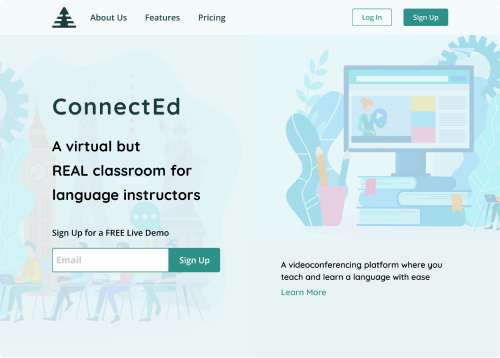 About Us
Features
Pricing
Log In
Sign Up
ConnectEd
A virtual but
REAL classroom for
language instructors
Sign Up for a FREE Live Demo
Email
Sign Up
A videoconferencing platform where you
teach and learn a language with ease
Learn More